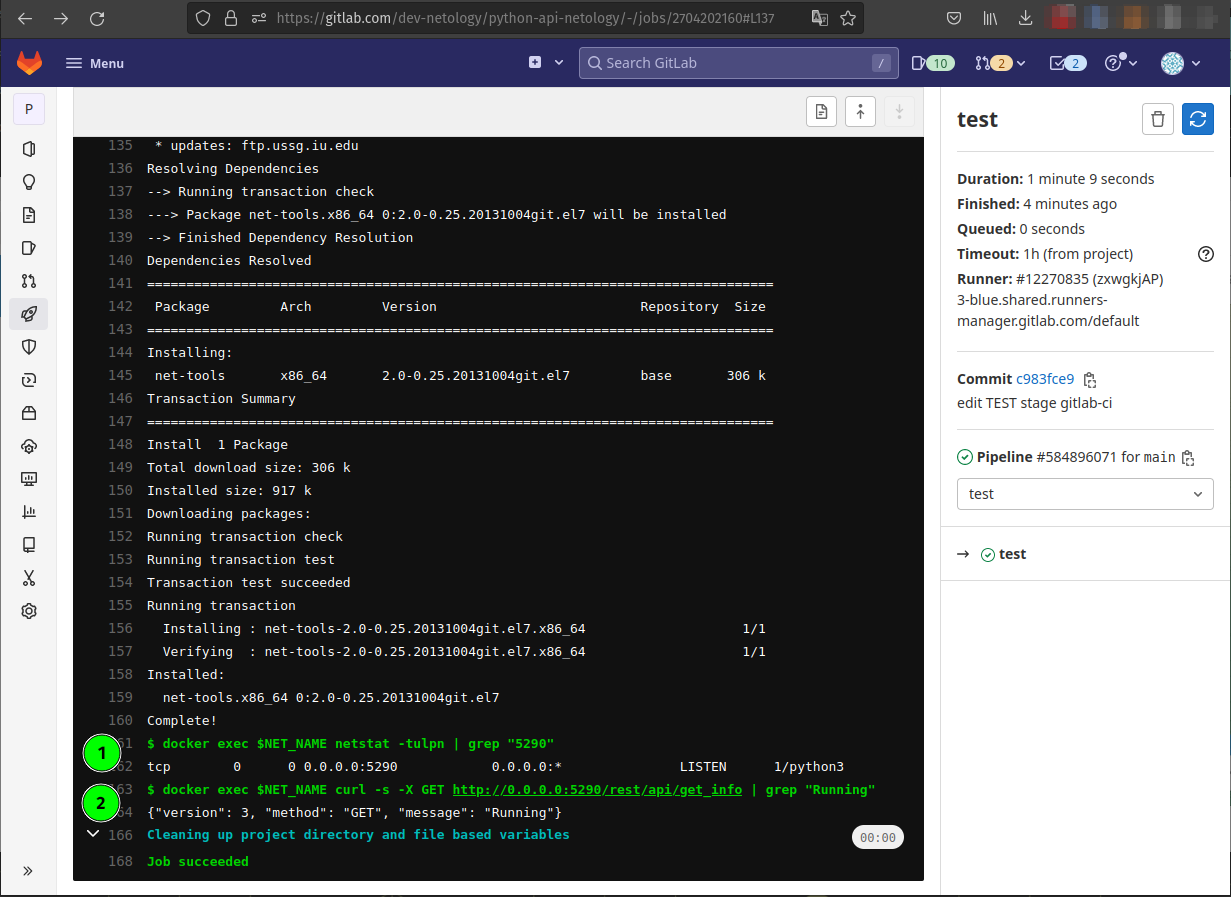 https://gitlab.com/dev-netology/python-api-netology/-/jobs/2704202160#L137
Menu
Search GitLab
/
10
2
2
P
135 * updates: ftp.ussg.iu.edu
136 Resolving Dependencies
137 --> Running transaction check
138 ---> Package net-tools.x86_64 0:2.0-0.25.20131004git.el7 will be installed
139 --> Finished Dependency Resolution
140 Dependencies Resolved
141 ================================================================================
142 Package Arch Version Repository Size
143 ================================================================================
144 Installing:
145 net-tools x86_64 2.0-0.25.20131004git.el7 base 306 k
146 Transaction Summary
147 ================================================================================
148 Install 1 Package
149 Total download size: 306 k
150 Installed size: 917 k
151 Downloading packages:
152 Running transaction check
153 Running transaction test
154 Transaction test succeeded
155 Running transaction
156 Installing : net-tools-2.0-0.25.20131004git.el7.x86_64 1/1
157 Verifying : net-tools-2.0-0.25.20131004git.el7.x86_64 1/1
158 Installed:
159 net-tools.x86_64 0:2.0-0.25.20131004git.el7
160 Complete!
1
61 $ docker exec $NET_NAME netstat -tulpn | grep "5290"
62 tcp 0 0 0.0.0.0:5290 0.0.0.0:* LISTEN 1/python3
2
63 $ docker exec $NET_NAME curl -s -X GET http://0.0.0.0:5290/rest/api/get_info | grep "Running"
64 {"version": 3, "method": "GET", "message": "Running"}
166 Cleaning up project directory and file based variables 00:00
168 Job succeeded
test
Duration: 1 minute 9 seconds
Finished: 4 minutes ago
Queued: 0 seconds
Timeout: 1h (from project)
Runner: #12270835 (zxwgkjAP)
3-blue.shared.runners-
manager.gitlab.com/default
Commit c983fce9
edit TEST stage gitlab-ci
Pipeline #584896071 for main
test
→ test